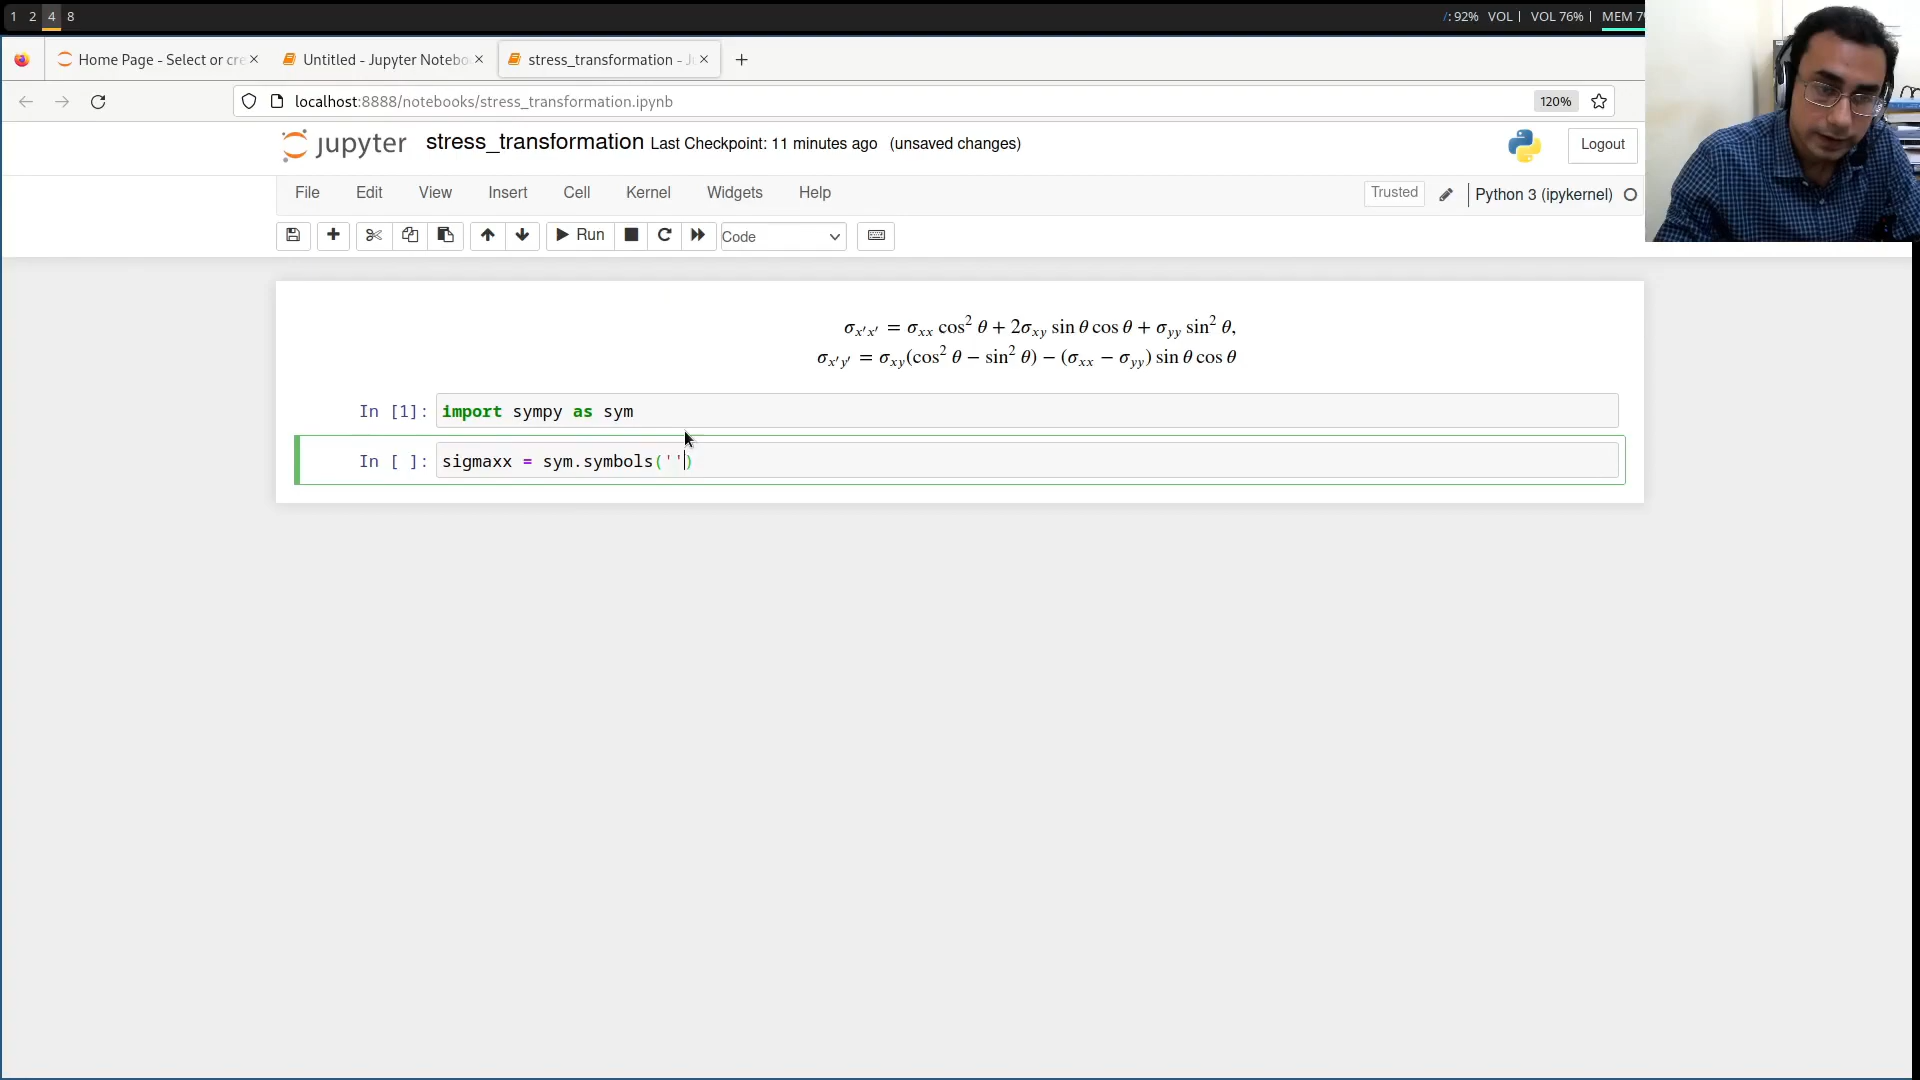 1 2 4 8
/: 92% VOL | VOL 76% | MEM 7
Home Page - Select or cre
Untitled - Jupyter Notebo
stress_transformation - J
localhost:8888/notebooks/stress_transformation.ipynb
120%
jupyter stress_transformation Last Checkpoint: 11 minutes ago (unsaved changes)
Logout
File Edit View Insert Cell Kernel Widgets Help
Trusted Python 3 (ipykernel)
Run Code
σx′x′ = σxx cos² θ + 2σxy sin θ cos θ + σyy sin² θ,
σx′y′ = σxy(cos² θ − sin² θ) − (σxx − σyy) sin θ cos θ
In [1]: import sympy as sym
In [ ]: sigmaxx = sym.symbols('')